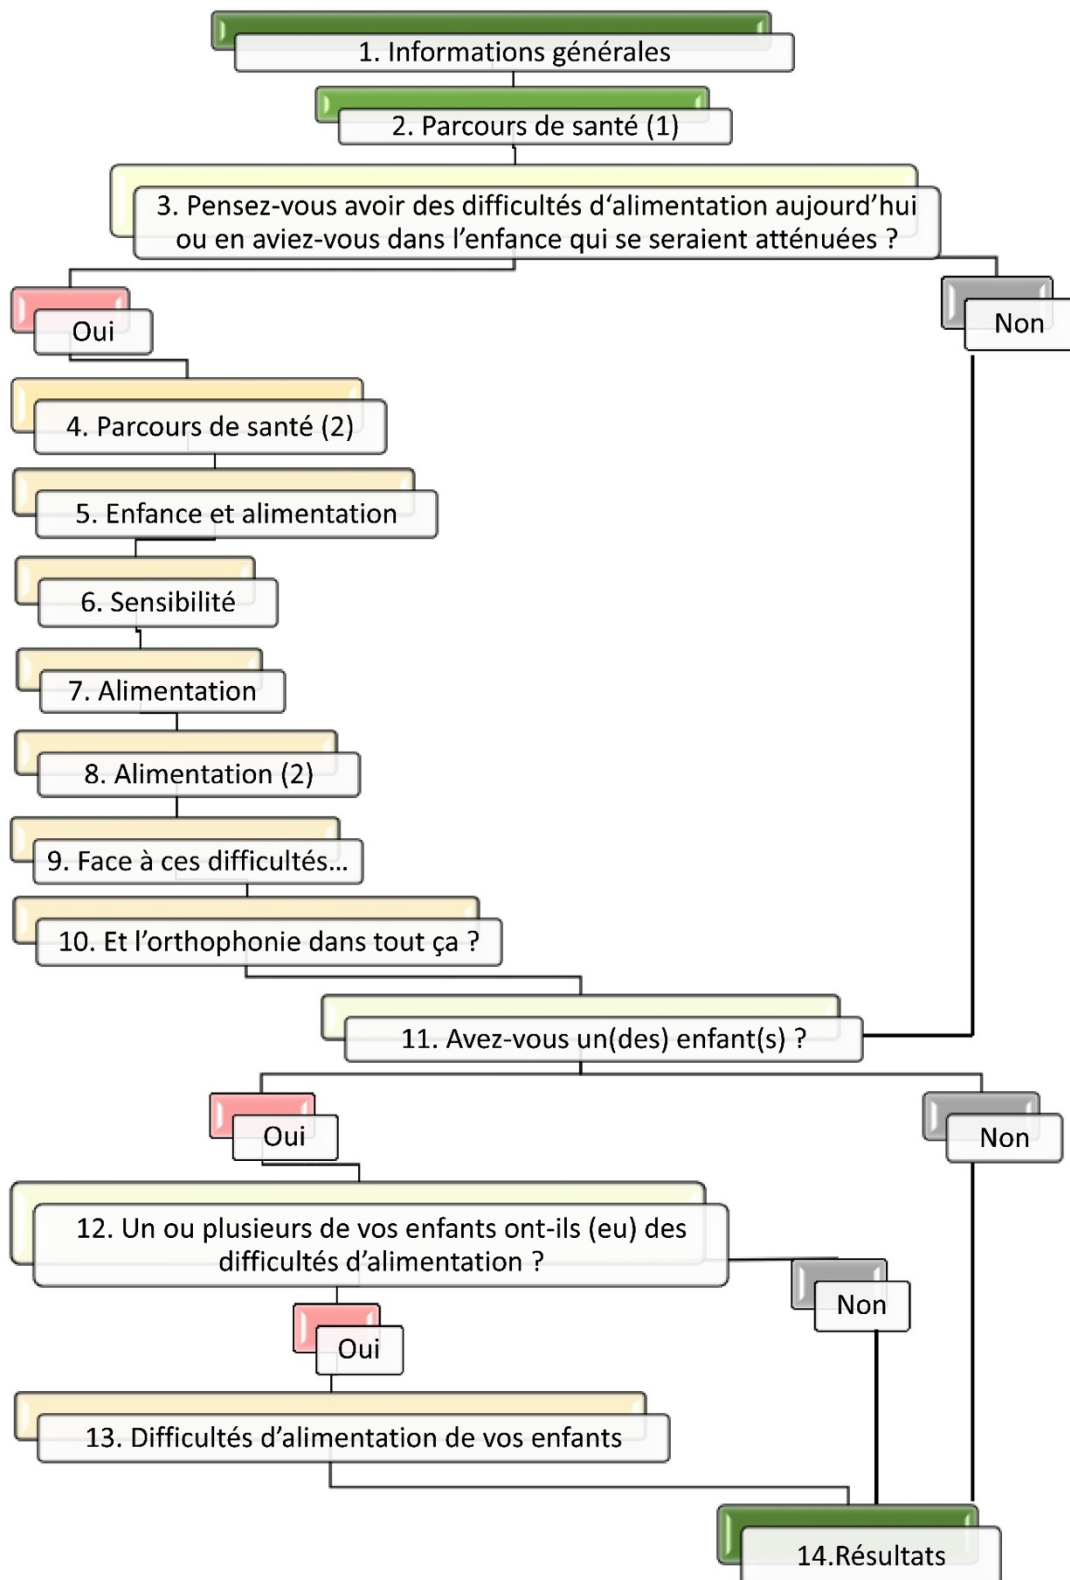 1. Informations générales
2. Parcours de santé (1)
3. Pensez-vous avoir des difficultés d‘alimentation aujourd’hui
ou en aviez-vous dans l’enfance qui se seraient atténuées ?
Oui
Non
4. Parcours de santé (2)
5. Enfance et alimentation
6. Sensibilité
7. Alimentation
8. Alimentation (2)
9. Face à ces difficultés…
10. Et l’orthophonie dans tout ça ?
11. Avez-vous un(des) enfant(s) ?
Oui
Non
12. Un ou plusieurs de vos enfants ont-ils (eu) des
difficultés d’alimentation ?
Non
Oui
13. Difficultés d’alimentation de vos enfants
14.Résultats